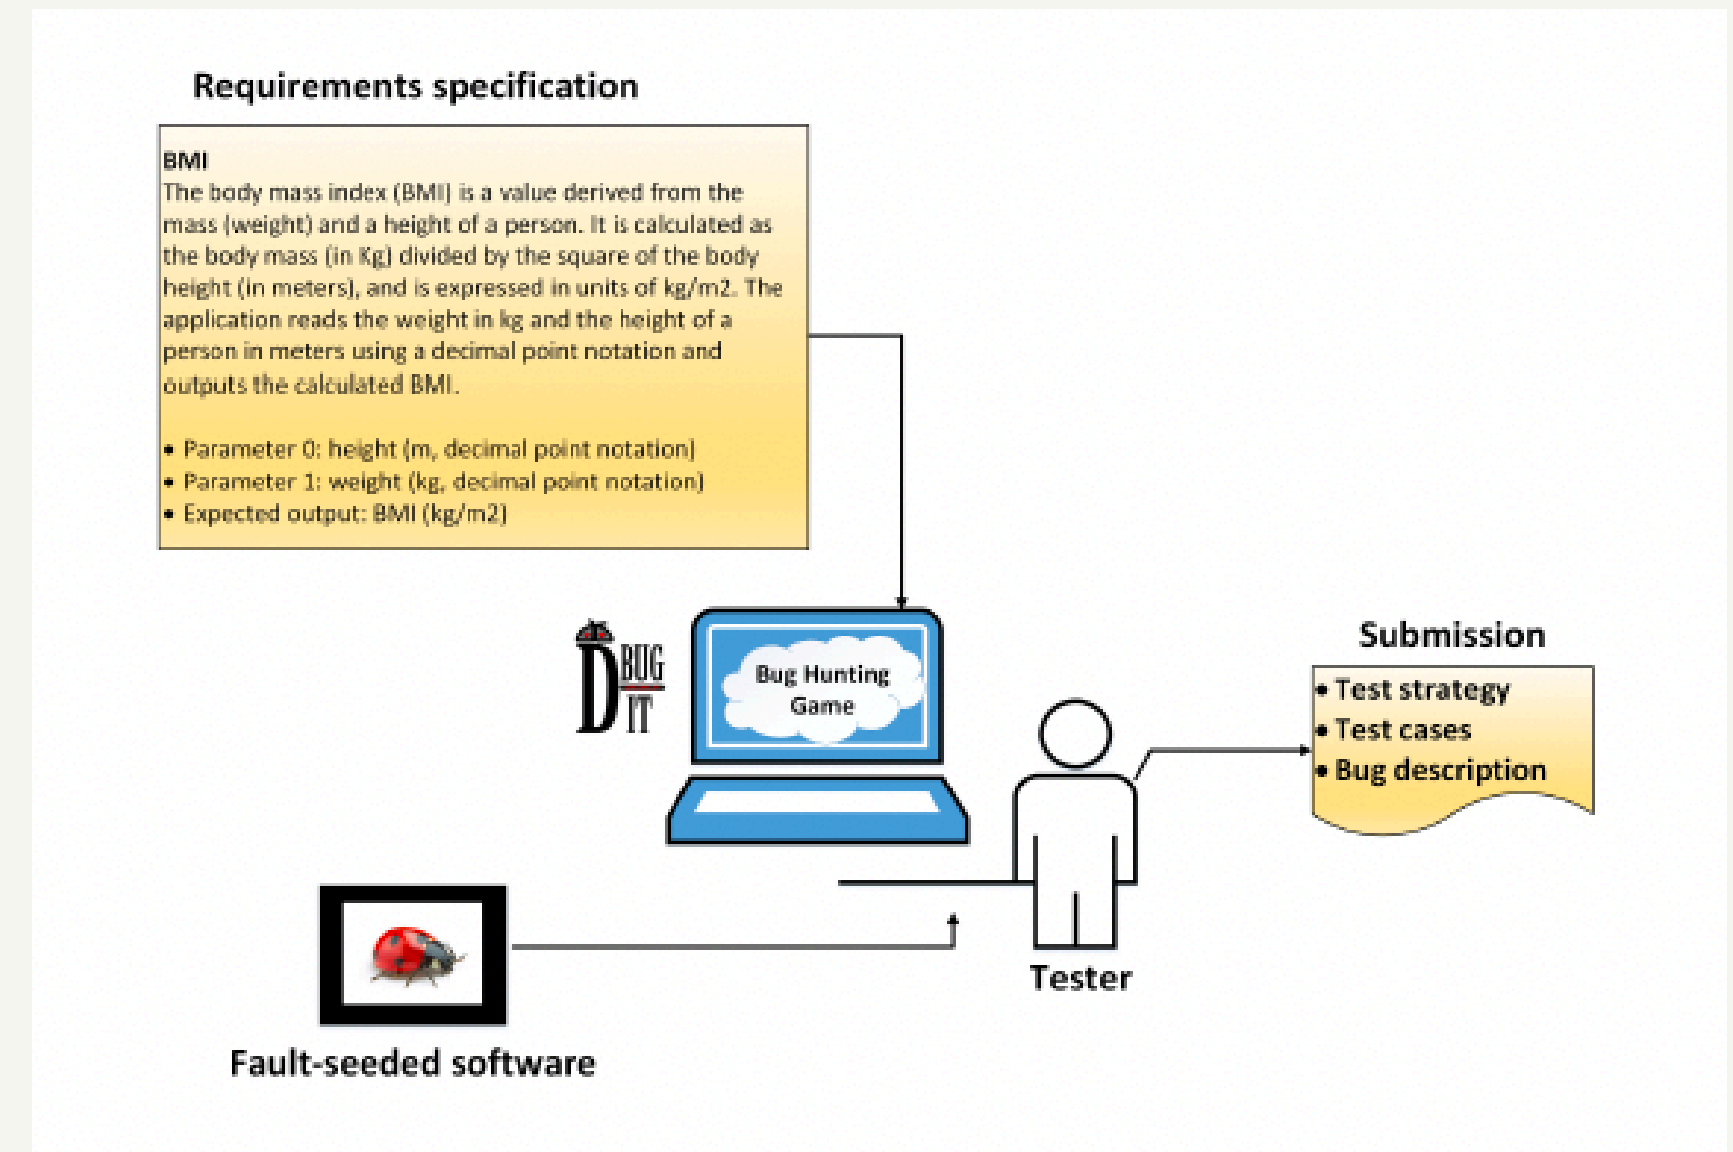 Requirements specification
BMI
The body mass index (BMI) is a value derived from the
mass (weight) and a height of a person. It is calculated as
the body mass (in Kg) divided by the square of the body
height (in meters), and is expressed in units of kg/m2. The
application reads the weight in kg and the height of a
person in meters using a decimal point notation and
outputs the calculated BMI.
• Parameter 0: height (m, decimal point notation)
• Parameter 1: weight (kg, decimal point notation)
• Expected output: BMI (kg/m2)
DBUG
IT
Bug Hunting
Game
Submission
• Test strategy
• Test cases
• Bug description
Tester
Fault-seeded software